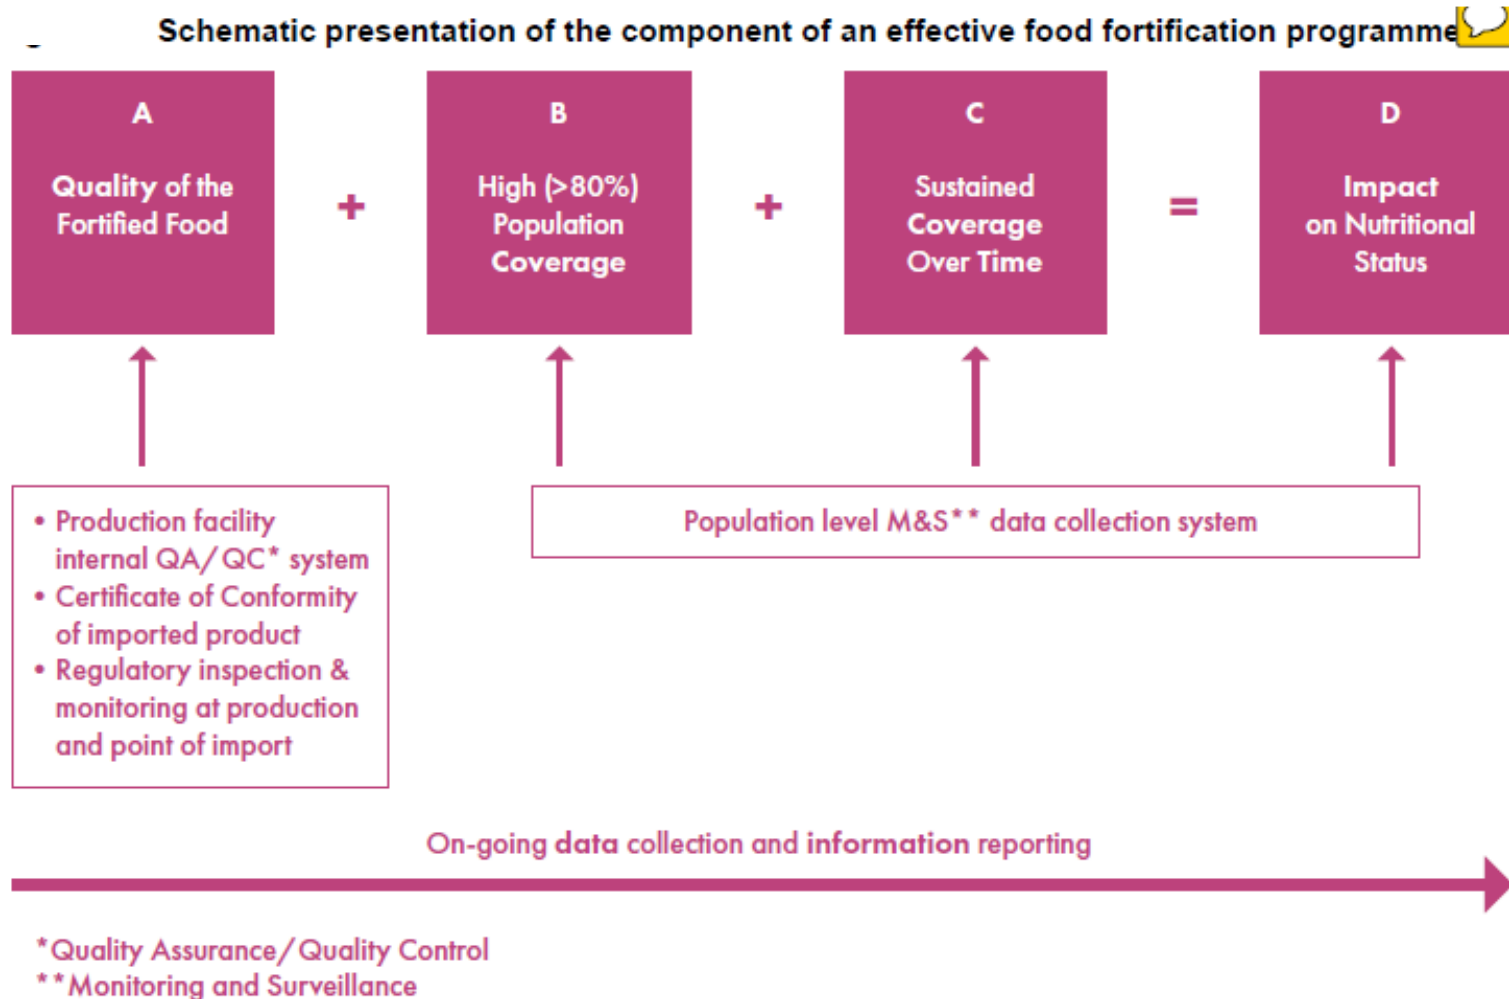 Schematic presentation of the component of an effective food fortification programme
A
Quality of the
Fortified Food
+
B
High (>80%)
Population
Coverage
+
C
Sustained
Coverage
Over Time
=
D
Impact
on Nutritional
Status
• Production facility
internal QA/QC* system
• Certificate of Conformity
of imported product
• Regulatory inspection &
monitoring at production
and point of import
Population level M&S** data collection system
On-going data collection and information reporting
*Quality Assurance/Quality Control
**Monitoring and Surveillance